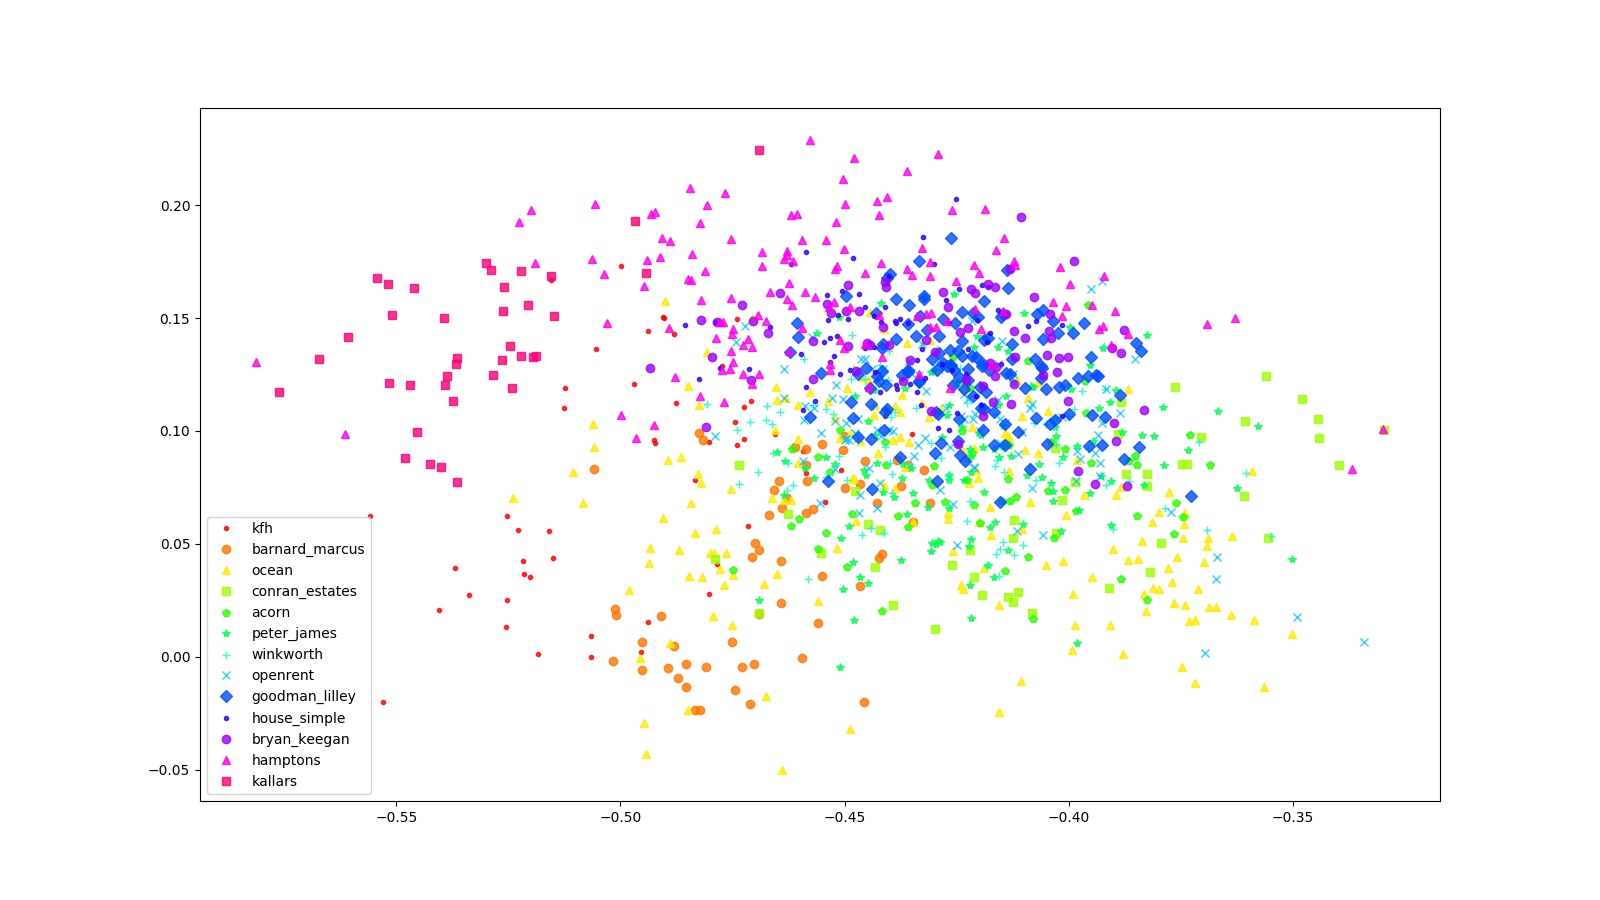 0.20
0.15
0.10
0.05
0.00
−0.05
kfh
barnard_marcus
ocean
conran_estates
acorn
peter_james
winkworth
openrent
goodman_lilley
house_simple
bryan_keegan
hamptons
kallars
−0.55 −0.50 −0.45 −0.40 −0.35